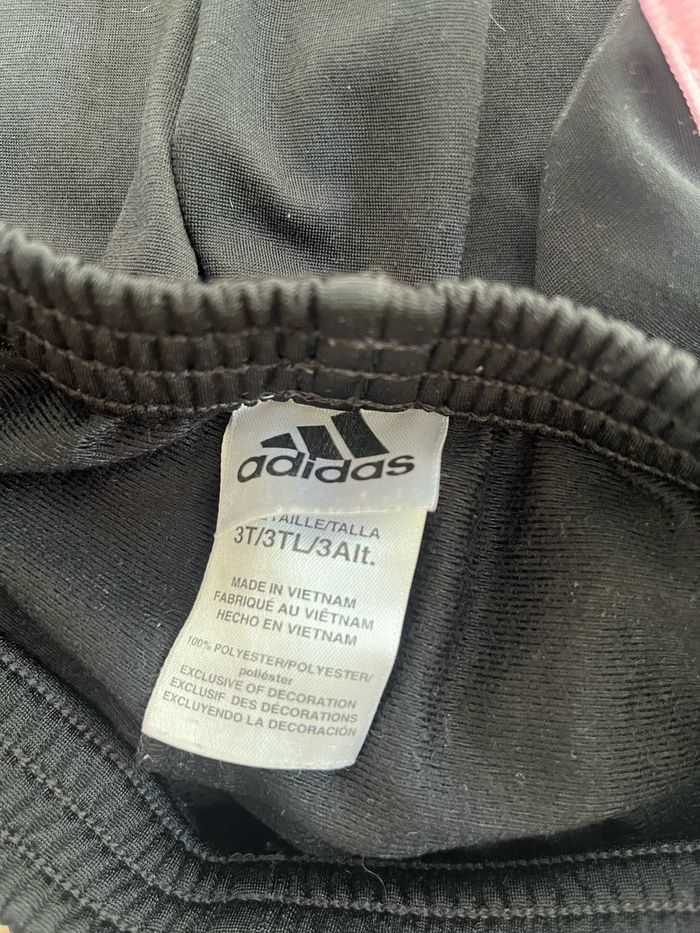 adidas
TAILLE/TALLA
3T/3TL/3Alt.
MADE IN VIETNAM
FABRIQUÉ AU VIÊTNAM
HECHO EN VIETNAM
100% POLYESTER/POLYESTER/
poliéster
EXCLUSIVE OF DECORATION
EXCLUSIF DES DÉCORATIONS
EXCLUYENDO LA DECORACIÓN